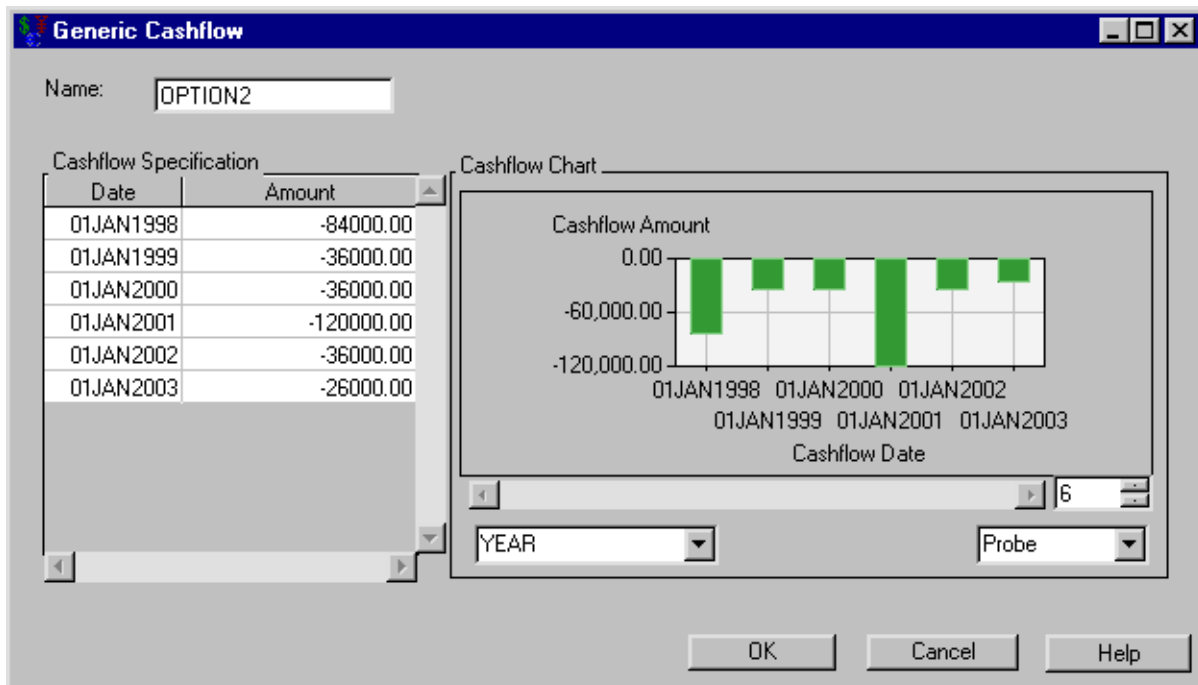 Generic Cashflow
Name: OPTION2
Cashflow Specification
Date Amount
01JAN1998 -84000.00
01JAN1999 -36000.00
01JAN2000 -36000.00
01JAN2001 -120000.00
01JAN2002 -36000.00
01JAN2003 -26000.00
Cashflow Chart
Cashflow Amount
0.00
-60,000.00
-120,000.00
01JAN1998 01JAN2000 01JAN2002
01JAN1999 01JAN2001 01JAN2003
Cashflow Date
6
YEAR Probe
OK Cancel Help